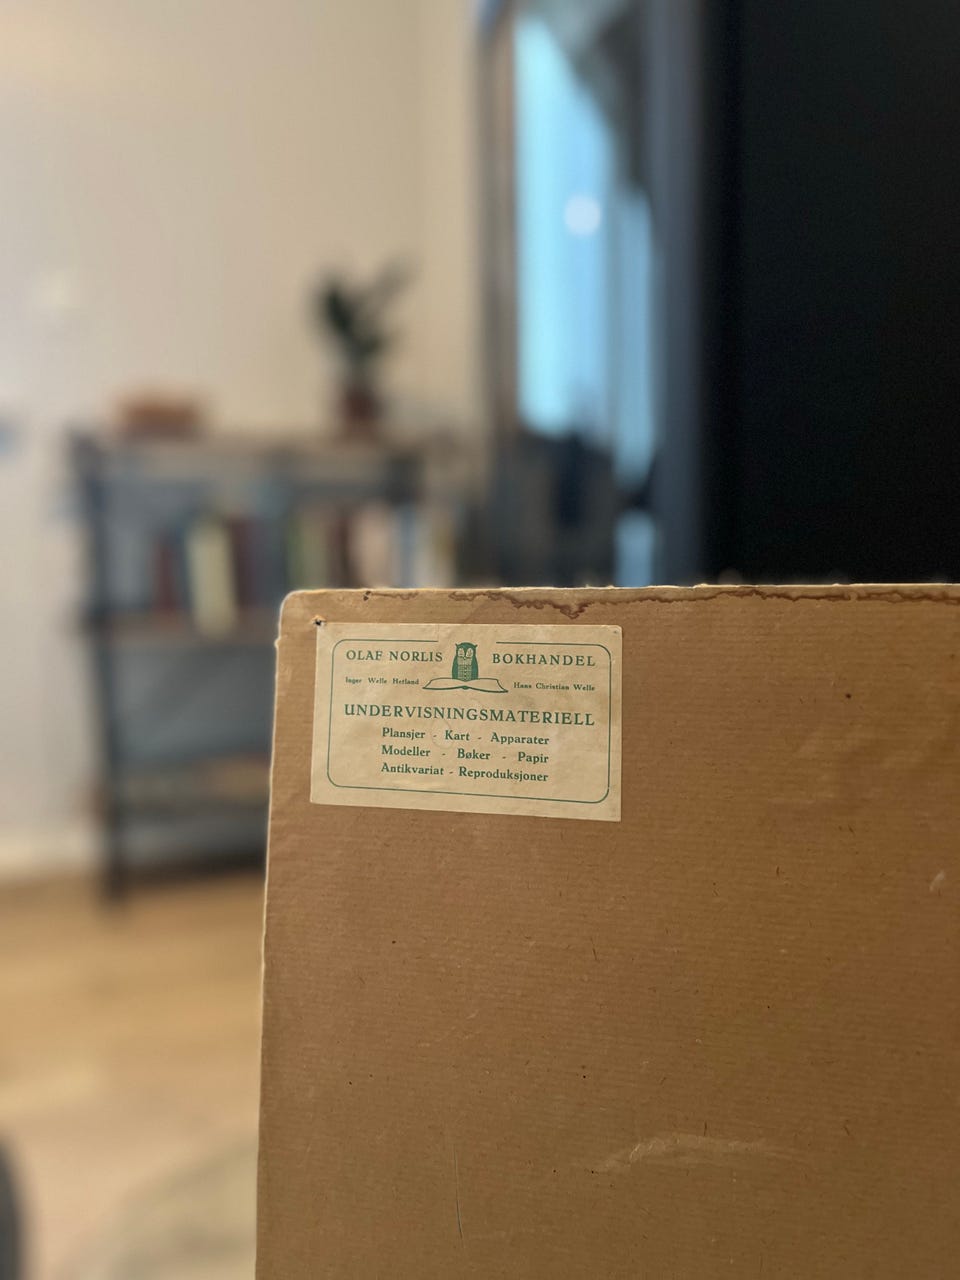 OLAF NORLIS BOKHANDEL
Inger Welle Hetland Hans Christian Welle
UNDERVISNINGSMATERIELL
Plansjer - Kart - Apparater
Modeller - Bøker - Papir
Antikvariat - Reproduksjoner